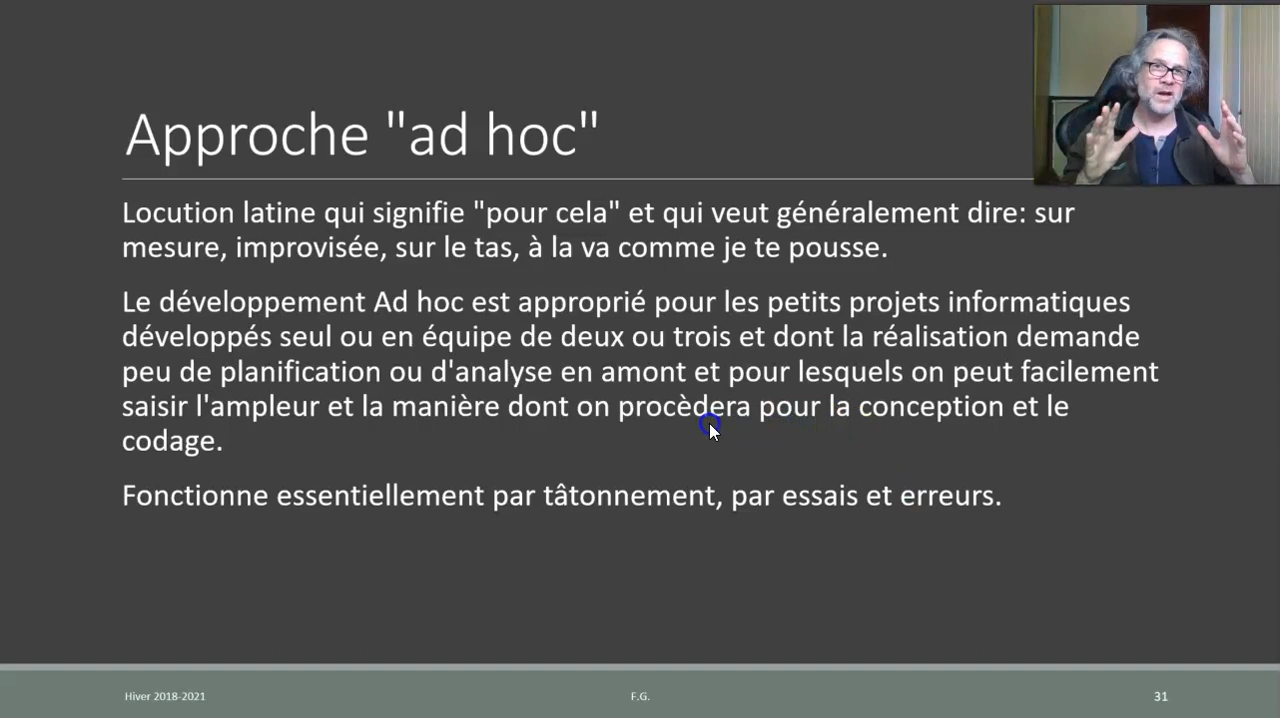 Approche "ad hoc"
Locution latine qui signifie "pour cela" et qui veut généralement dire: sur
mesure, improvisée, sur le tas, à la va comme je te pousse.
Le développement Ad hoc est approprié pour les petits projets informatiques
développés seul ou en équipe de deux ou trois et dont la réalisation demande
peu de planification ou d'analyse en amont et pour lesquels on peut facilement
saisir l'ampleur et la manière dont on procèdera pour la conception et le
codage.
Fonctionne essentiellement par tâtonnement, par essais et erreurs.
Hiver 2018-2021
F.G.
31